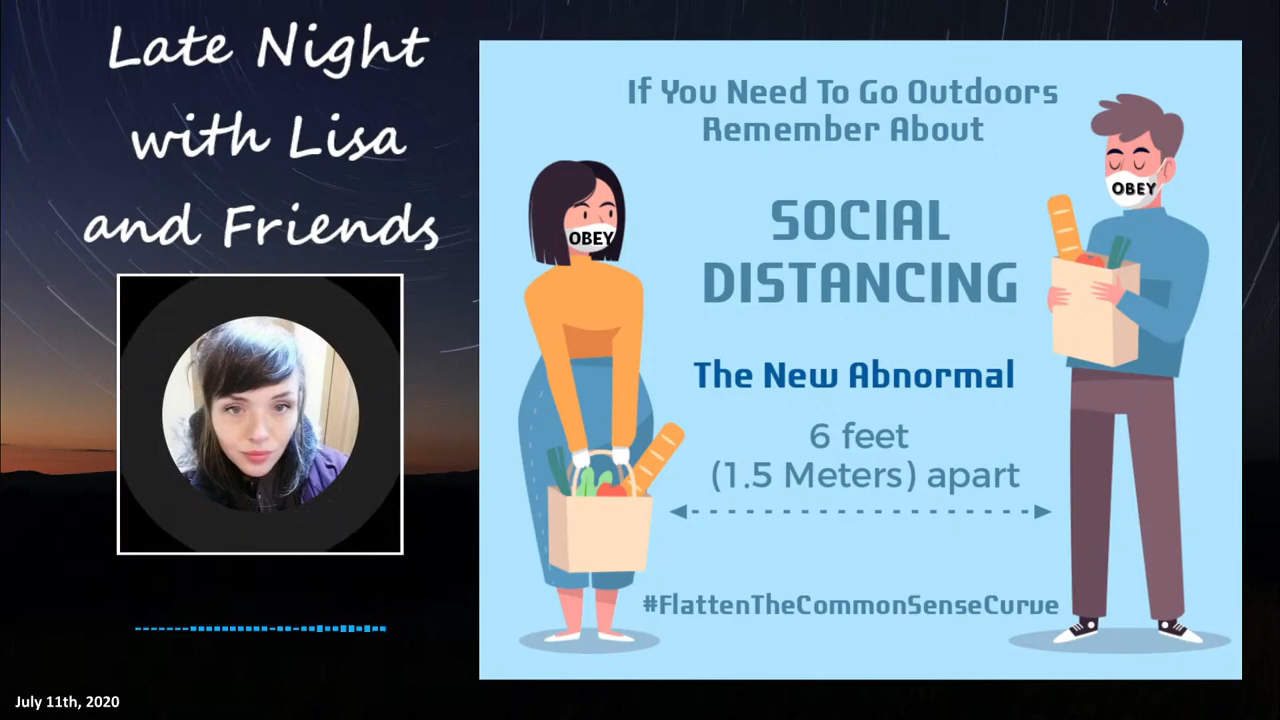 Late Night
with Lisa
and Friends
If You Need To Go Outdoors
Remember About
SOCIAL
DISTANCING
The New Abnormal
6 feet
(1.5 Meters) apart
#FlattenTheCommonSenseCurve
OBEY
OBEY
July 11th, 2020